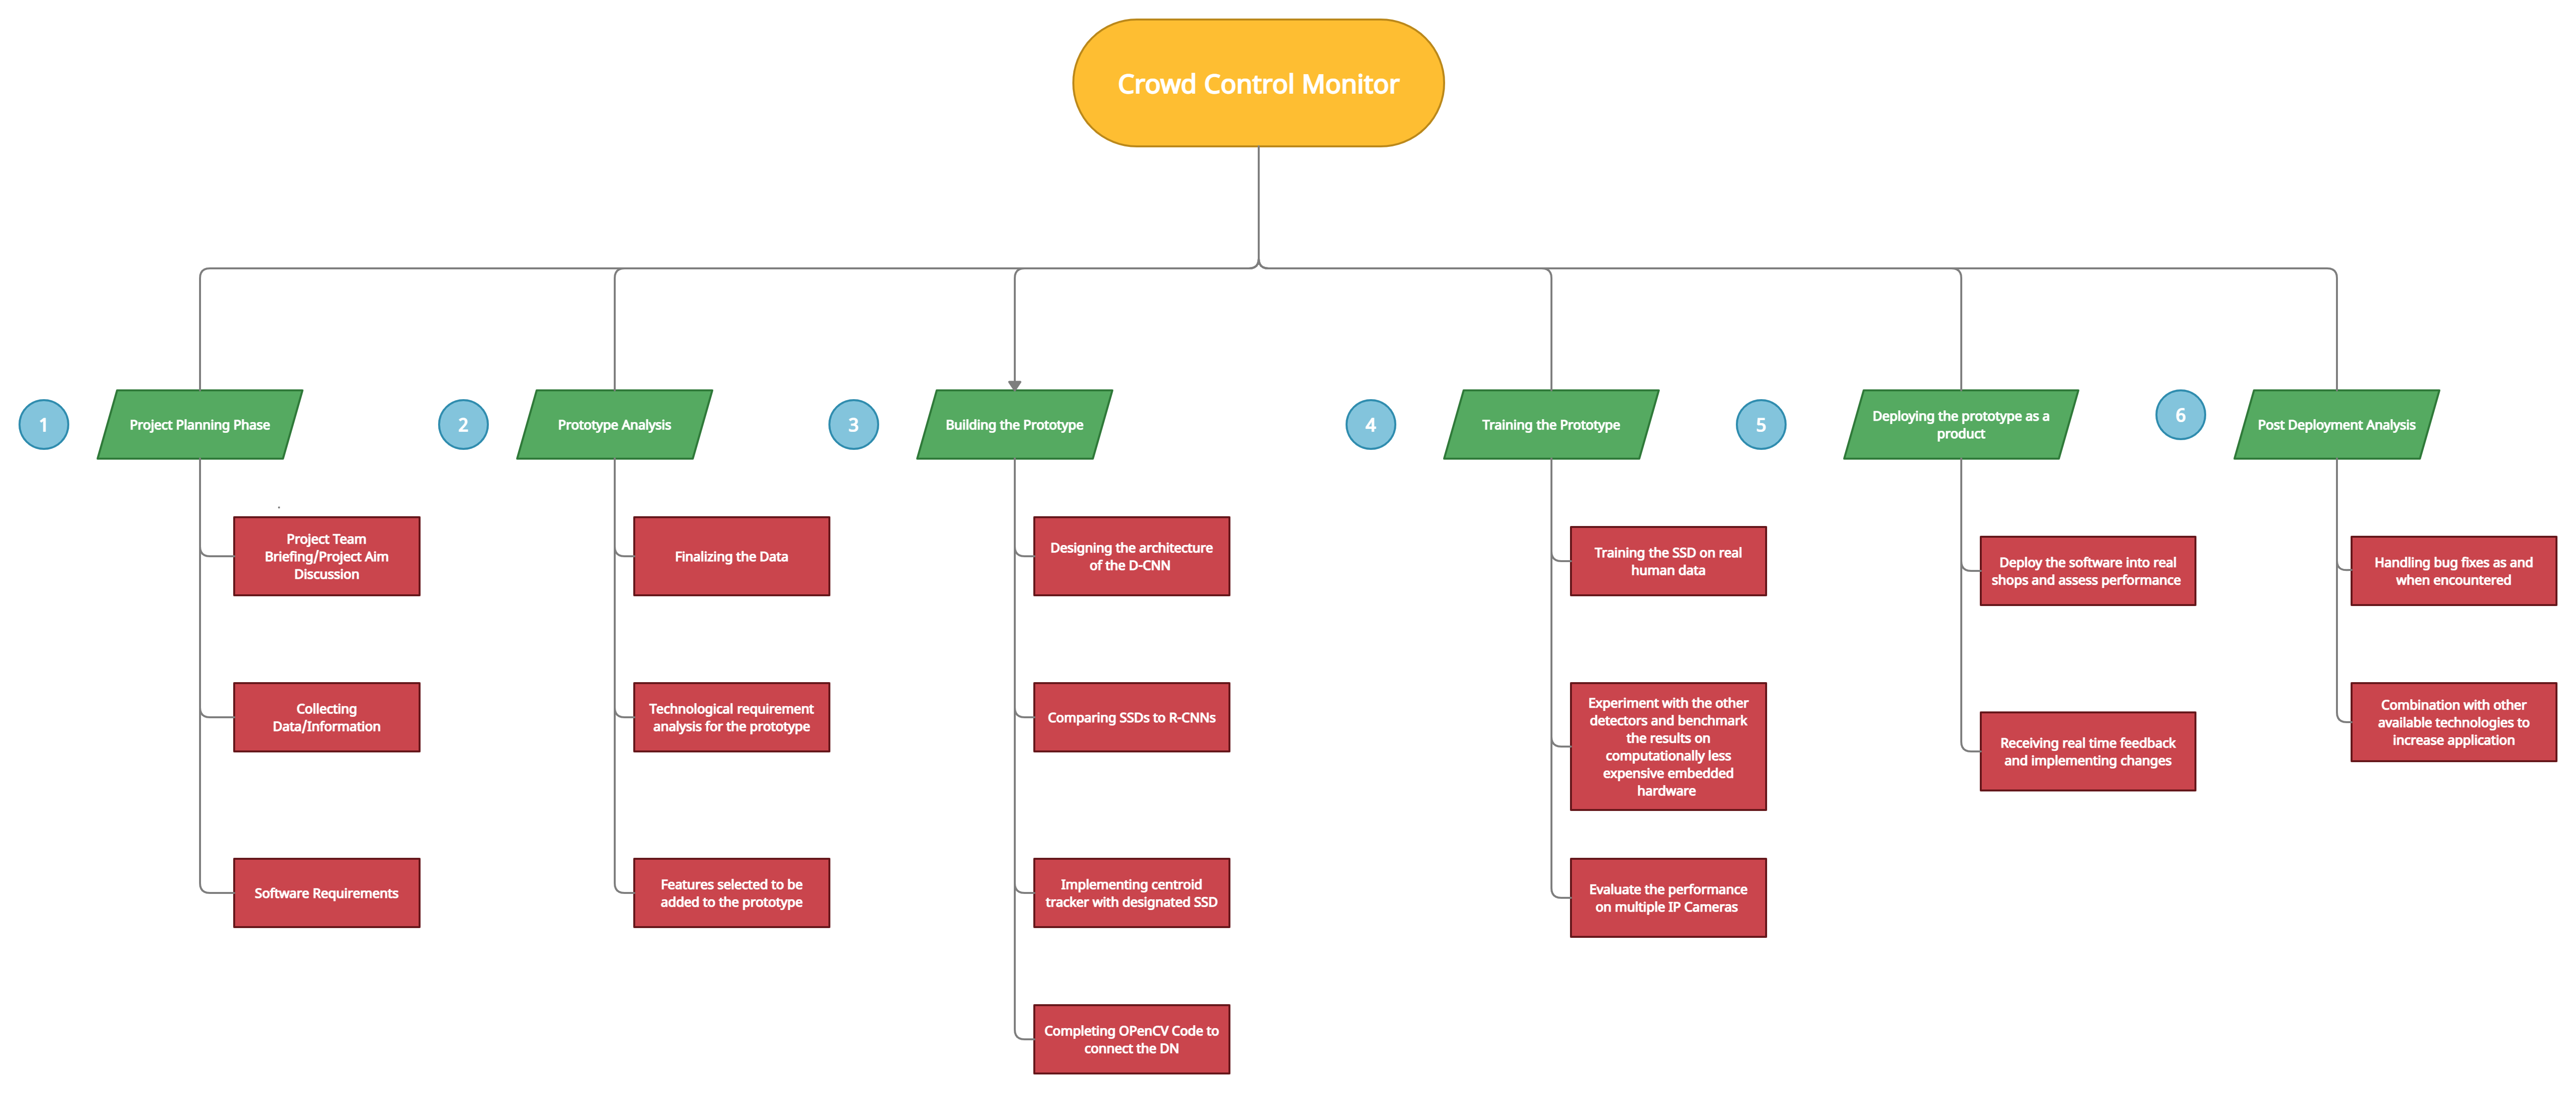 Crowd Control Monitor
1
Project Planning Phase
Project Team
Briefing/Project Aim
Discussion
Collecting
Data/Information
Software Requirements
2
Prototype Analysis
Finalizing the Data
Technological requirement
analysis for the prototype
Features selected to be
added to the prototype
3
Building the Prototype
Designing the architecture
of the D-CNN
Comparing SSDs to R-CNNs
Implementing centroid
tracker with designated SSD
Completing OPenCV Code to
connect the DN
4
Training the Prototype
Training the SSD on real
human data
Experiment with the other
detectors and benchmark
the results on
computationally less
expensive embedded
hardware
Evaluate the performance
on multiple IP Cameras
5
Deploying the prototype as a
product
Deploy the software into real
shops and assess performance
Receiving real time feedback
and implementing changes
6
Post Deployment Analysis
Handling bug fixes as and
when encountered
Combination with other
available technologies to
increase application